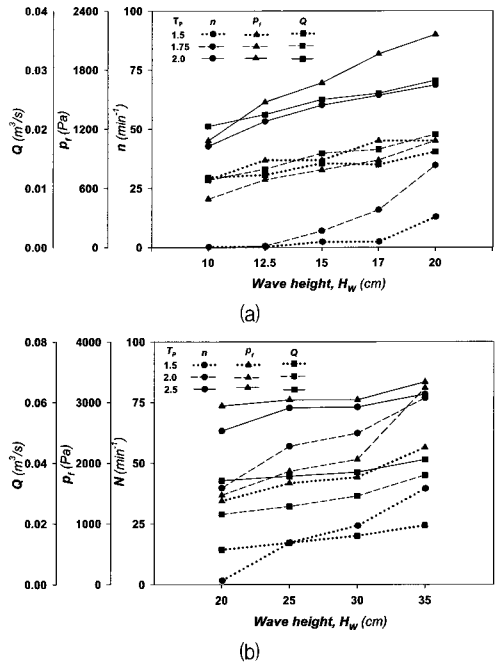 0.04 2400 100
T_P n p_f Q
1.5
1.75
2.0
0.03 1800 75
0.02 1200 50
0.01 600 25
0.00 0 0
Q (m³/s)
p_f (Pa)
n (min⁻¹)
10 12.5 15 17 20
Wave height, H_W (cm)
(a)
0.08 4000 100
T_P n p_f Q
1.5
2.0
2.5
0.06 3000 75
0.04 2000 50
0.02 1000 25
0.00 0 0
Q (m³/s)
p_f (Pa)
N (min⁻¹)
20 25 30 35
Wave height, H_W (cm)
(b)